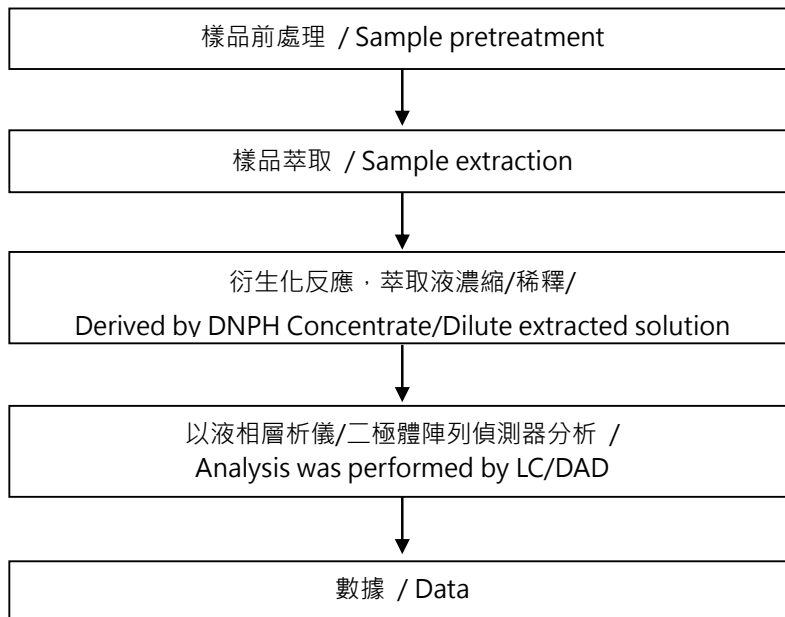 樣品前處理 / Sample pretreatment
樣品萃取 / Sample extraction
衍生化反應，萃取液濃縮/稀釋/
Derived by DNPH Concentrate/Dilute extracted solution
以液相層析儀/二極體陣列偵測器分析 /
Analysis was performed by LC/DAD
數據 / Data